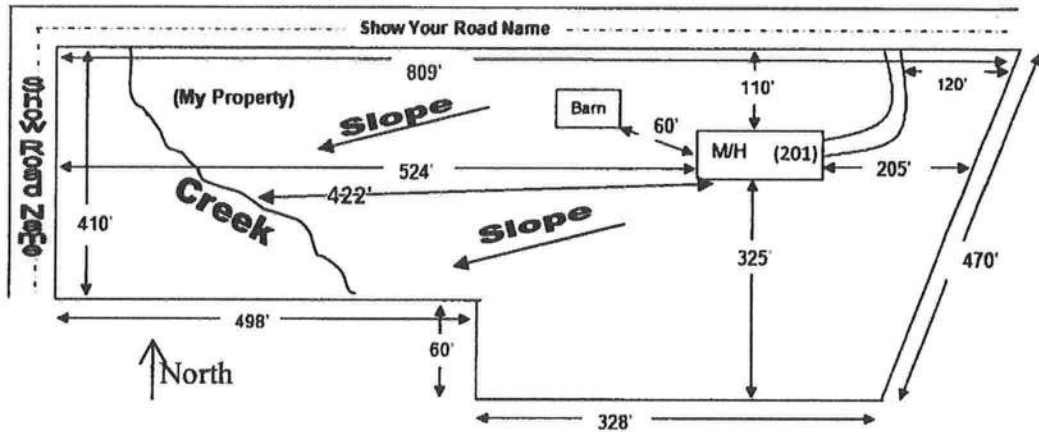 Show Your Road Name
Show Road Name
809'
110'
120'
(My Property)
Slope
Barn
60'
M/H (201)
524'
205'
422'
Creek
410'
Slope
325'
470'
498'
60'
North
328'